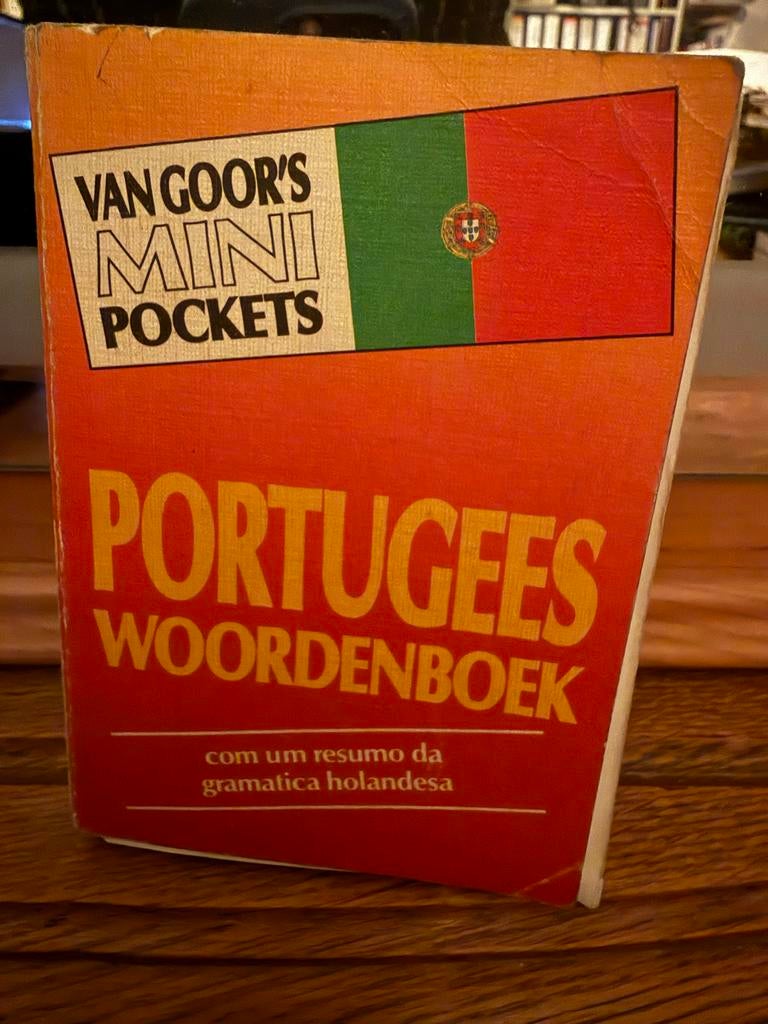 VAN GOOR'S
MINI
POCKETS
PORTUGEES
WOORDENBOEK
com um resumo da
gramatica holandesa